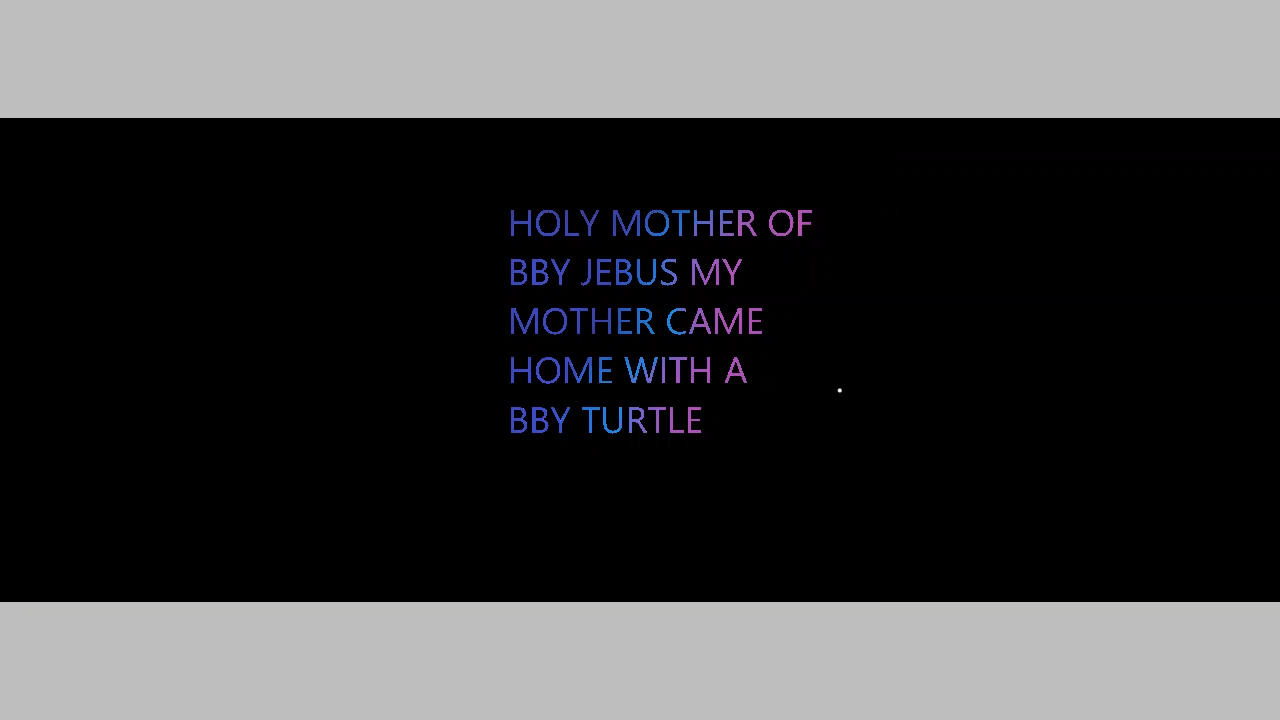 HOLY MOTHER OF
BBY JEBUS MY
MOTHER CAME
HOME WITH A
BBY TURTLE